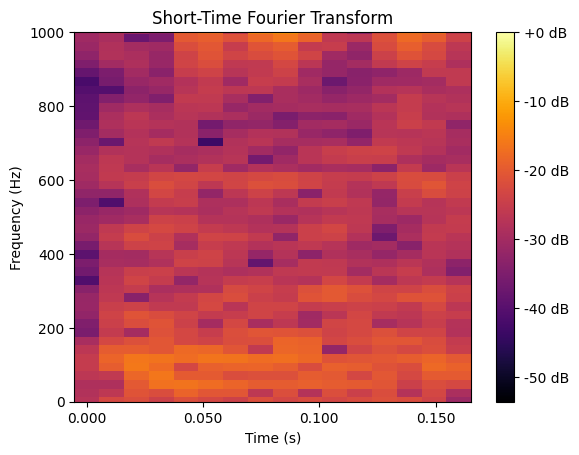 Short-Time Fourier Transform
1000
800
600
400
200
0
Frequency (Hz)
0.000
0.050
0.100
0.150
Time (s)
+0 dB
-10 dB
-20 dB
-30 dB
-40 dB
-50 dB